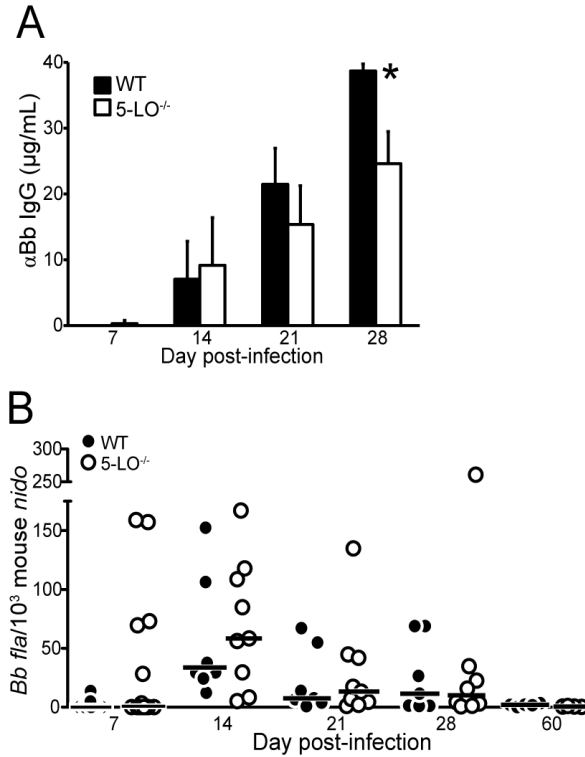 A
40
30
20
10
0
αBb IgG (μg/mL)
WT
5-LO-/-
*
7 14 21 28
Day post-infection
B
300
250
150
100
50
0
Bb fla/10³ mouse nido
WT
5-LO-/-
7 14 21 28 60
Day post-infection